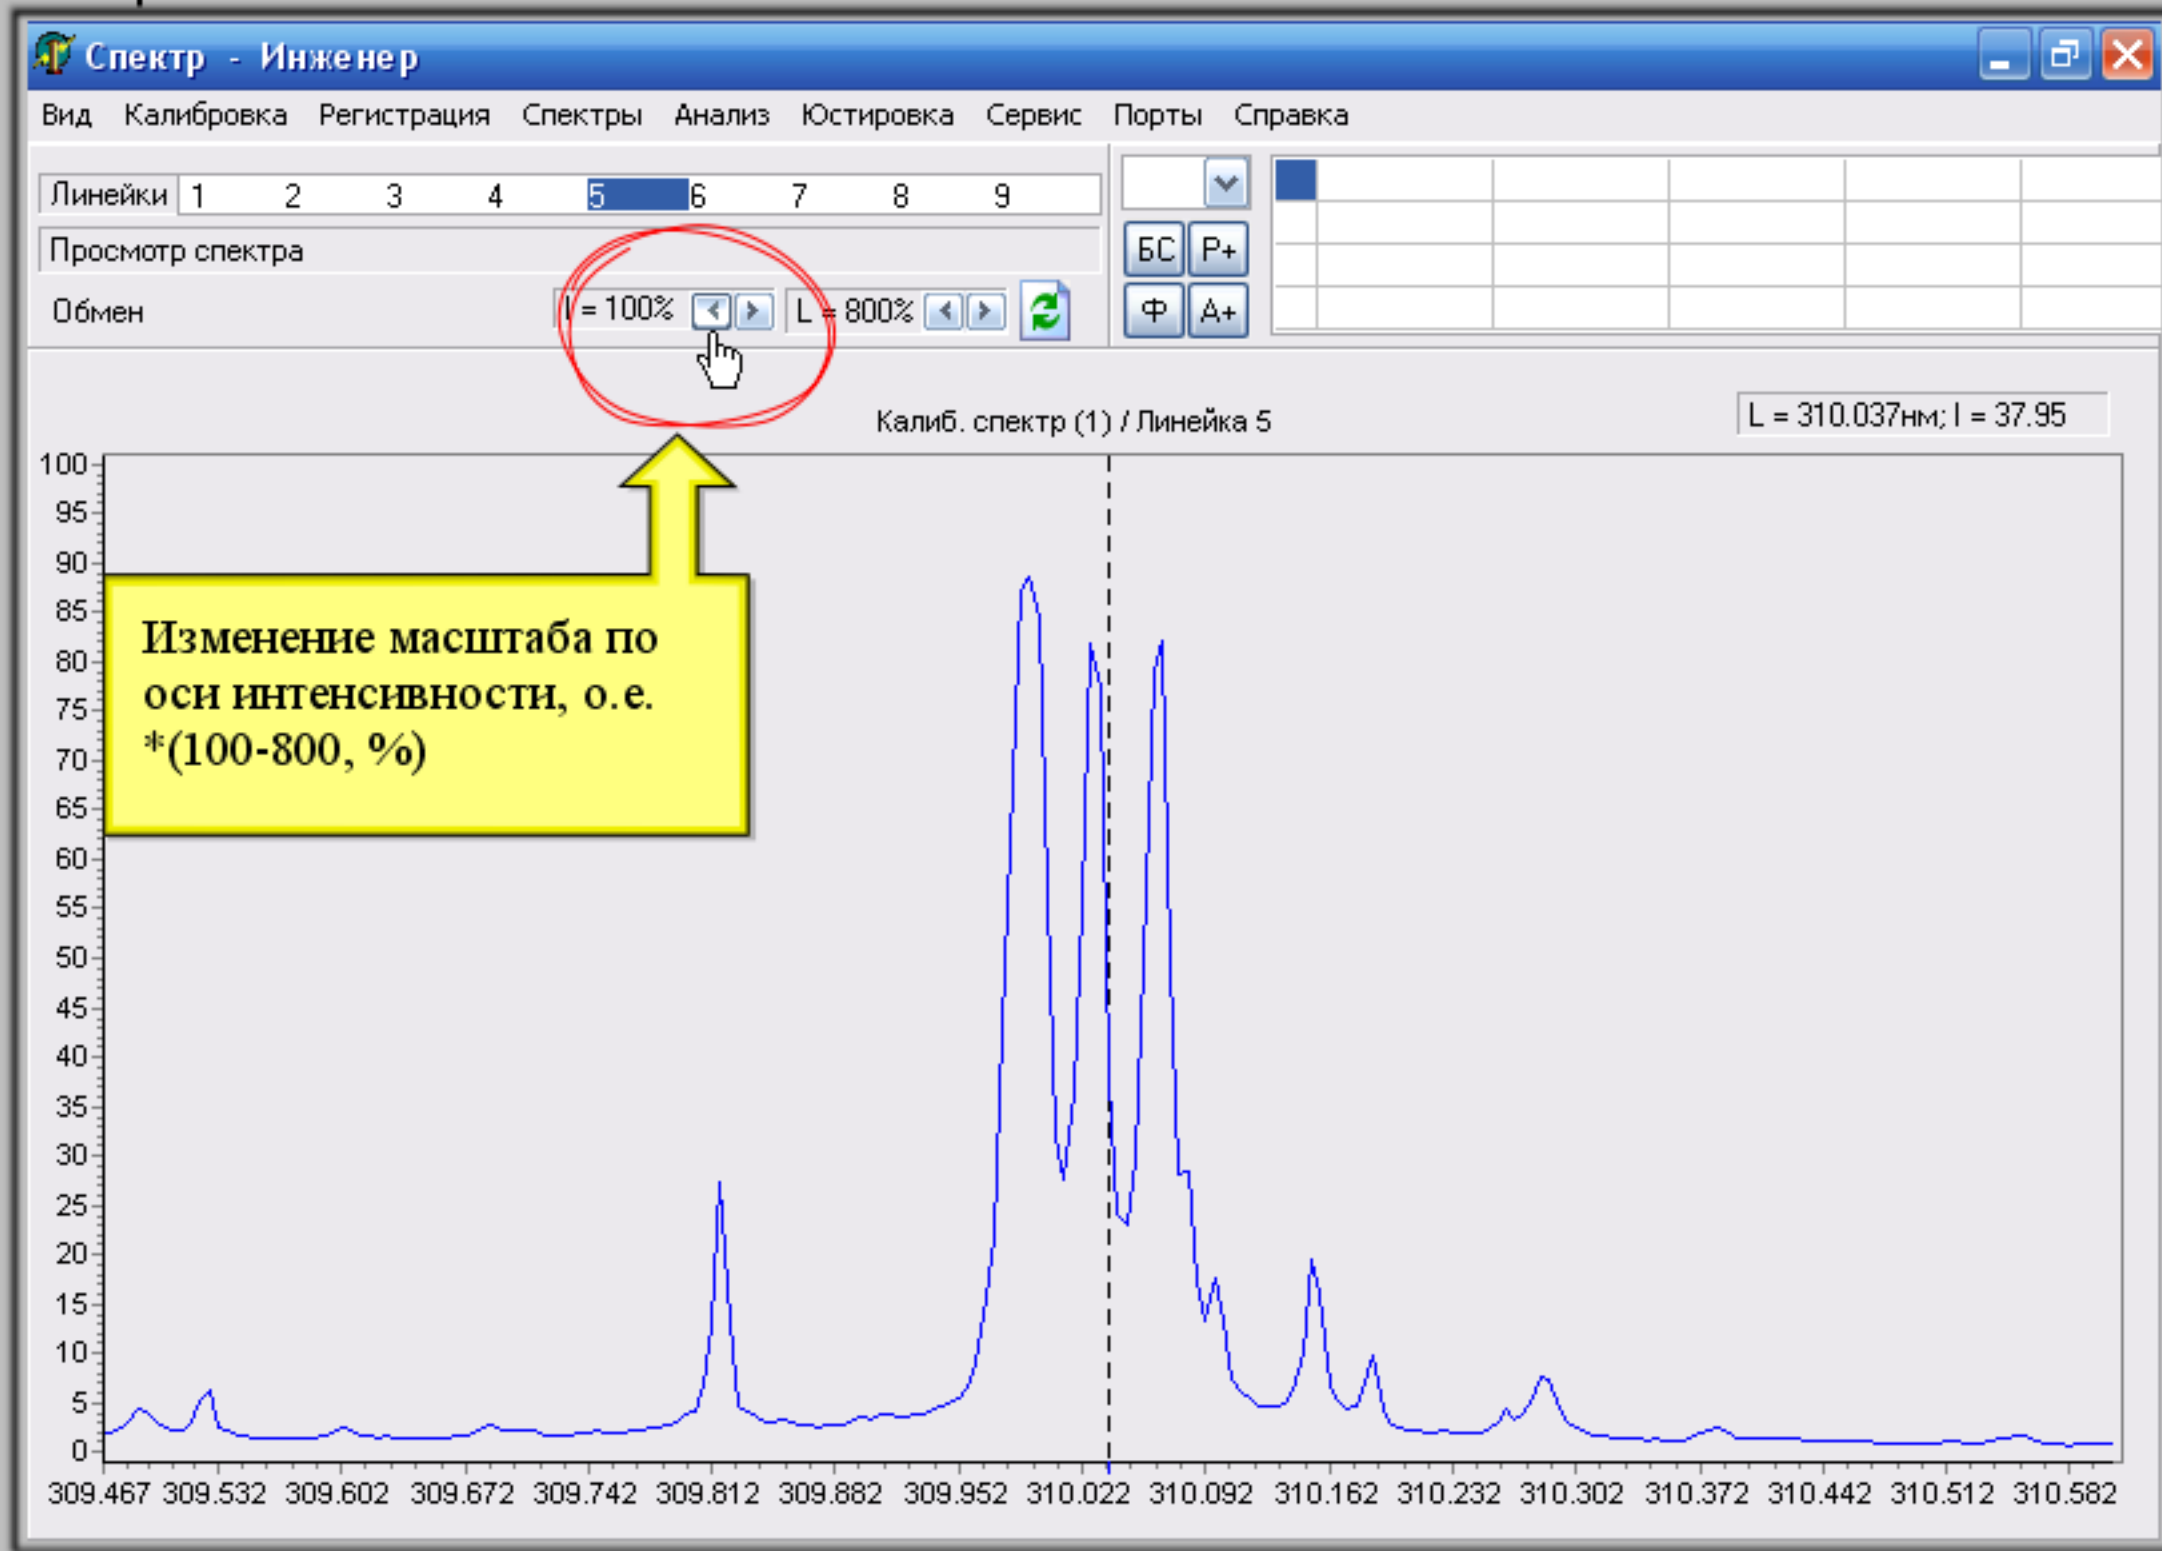 Спектр - Инженер
Вид Калибровка Регистрация Спектры Анализ Юстировка Сервис Порты Справка
Линейки 1 2 3 4 5 6 7 8 9
Просмотр спектра
БС Р+
Обмен
I = 100% L = 800%
Ф А+
Калиб. спектр (1) / Линейка 5
L = 310.037нм; I = 37.95
Изменение масштаба по
оси интенсивности, о.е.
*(100-800, %)
100
95
90
85
80
75
70
65
60
55
50
45
40
35
30
25
20
15
10
5
0
309.467 309.532 309.602 309.672 309.742 309.812 309.882 309.952 310.022 310.092 310.162 310.232 310.302 310.372 310.442 310.512 310.582